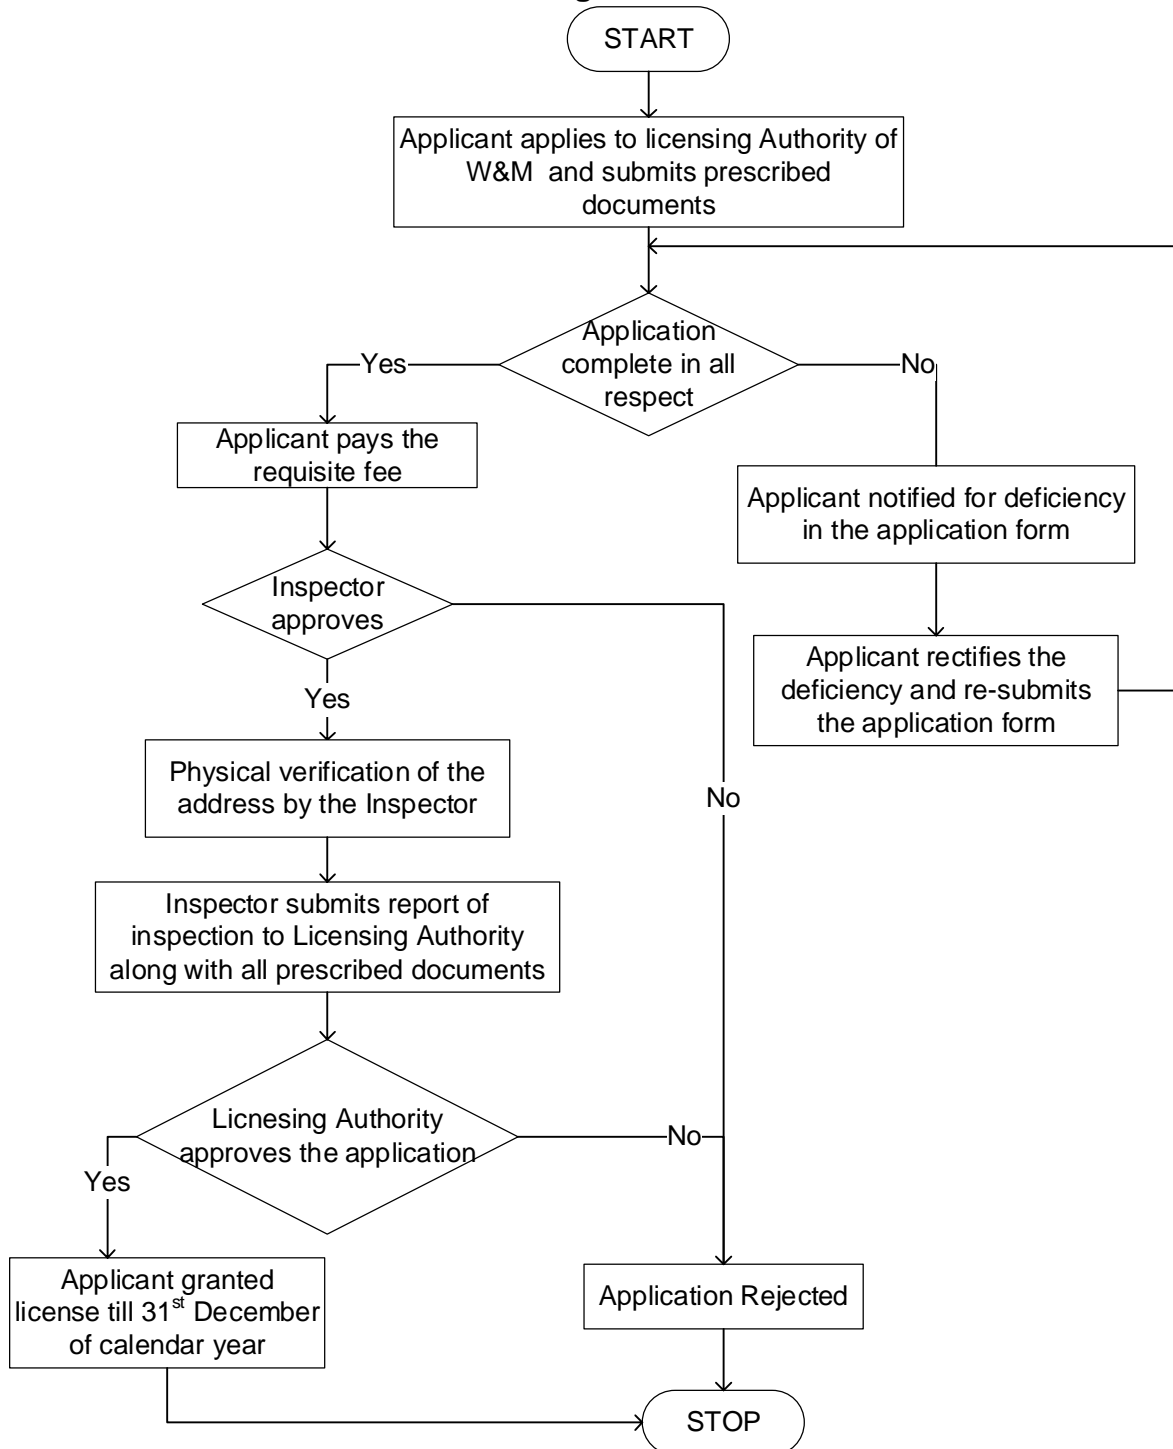 START
Applicant applies to licensing Authority of
W&M and submits prescribed
documents
Application
complete in all
respect
Yes
No
Applicant pays the
requisite fee
Applicant notified for deficiency
in the application form
Inspector
approves
Applicant rectifies the
deficiency and re-submits
the application form
Yes
Physical verification of the
address by the Inspector
No
Inspector submits report of
inspection to Licensing Authority
along with all prescribed documents
Licnesing Authority
approves the application
No
Yes
Applicant granted
license till 31st December
of calendar year
Application Rejected
STOP